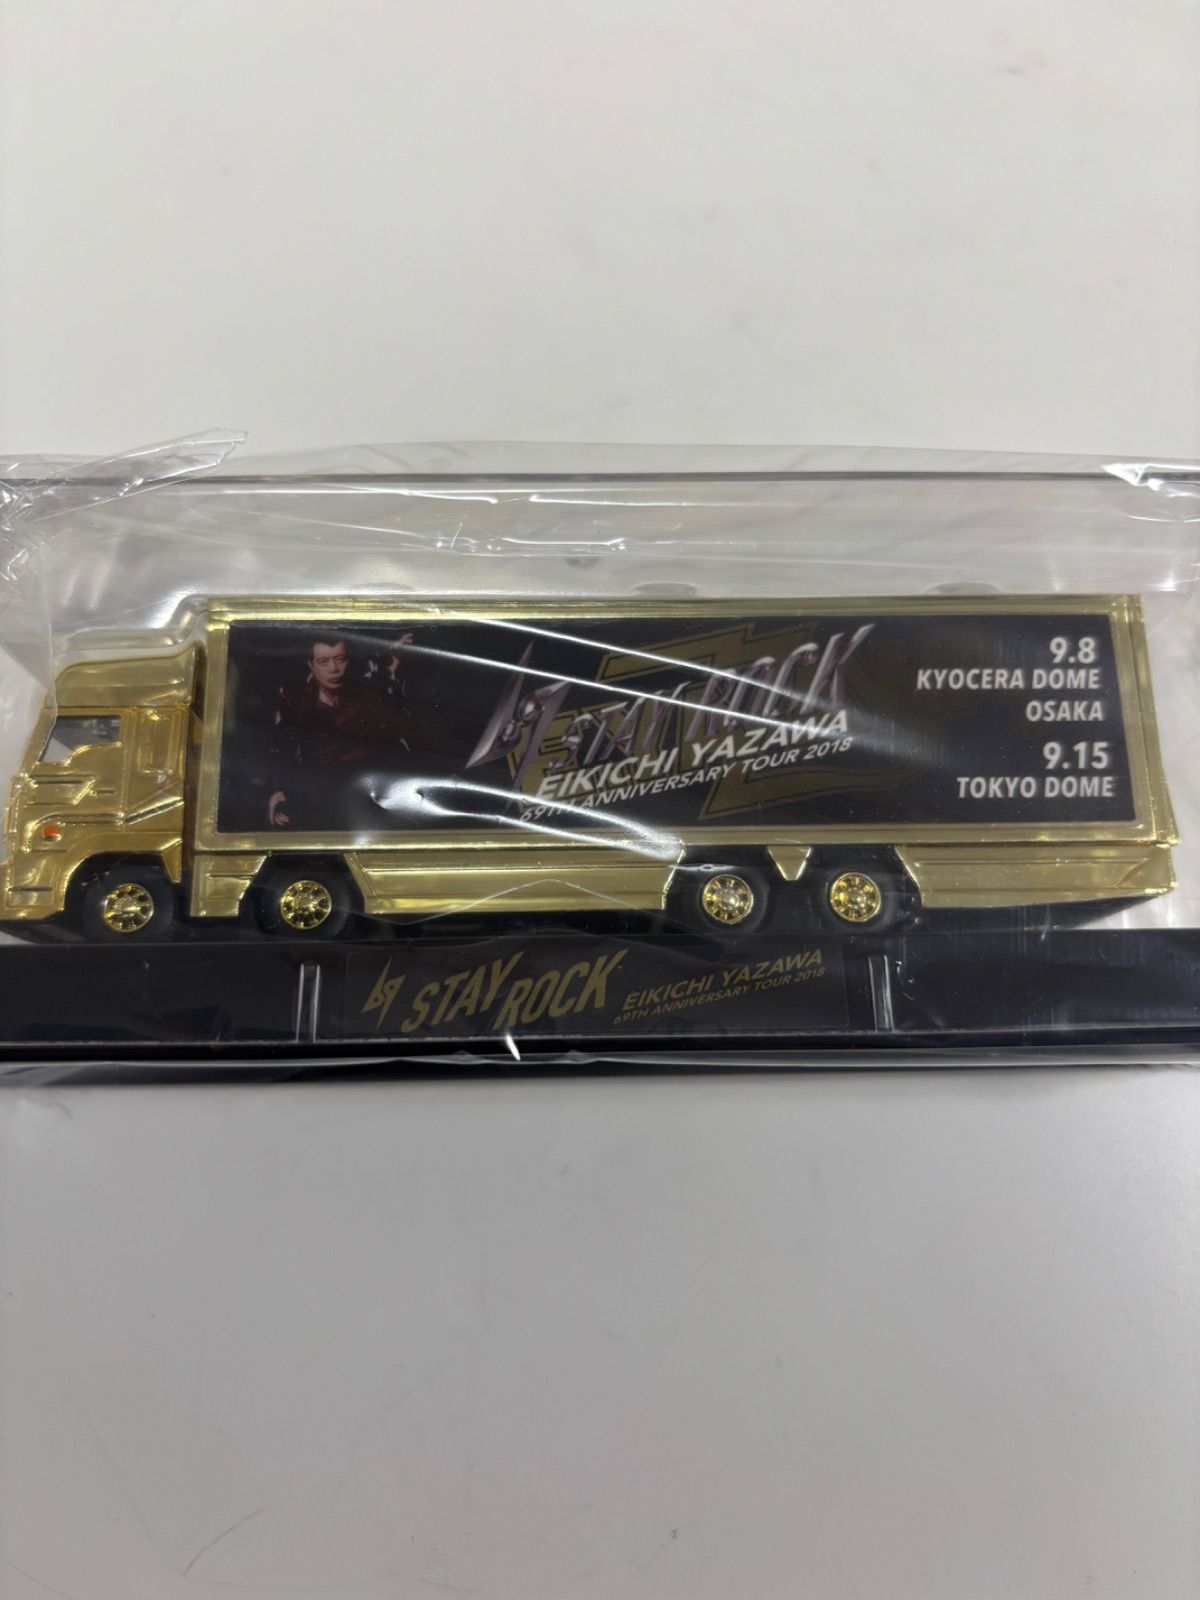 69 STAY ROCK
EIKICHI YAZAWA
69TH ANNIVERSARY TOUR 2018
9.8
KYOCERA DOME
OSAKA
9.15
TOKYO DOME
69 STAY ROCK
EIKICHI YAZAWA
69TH ANNIVERSARY TOUR 2018